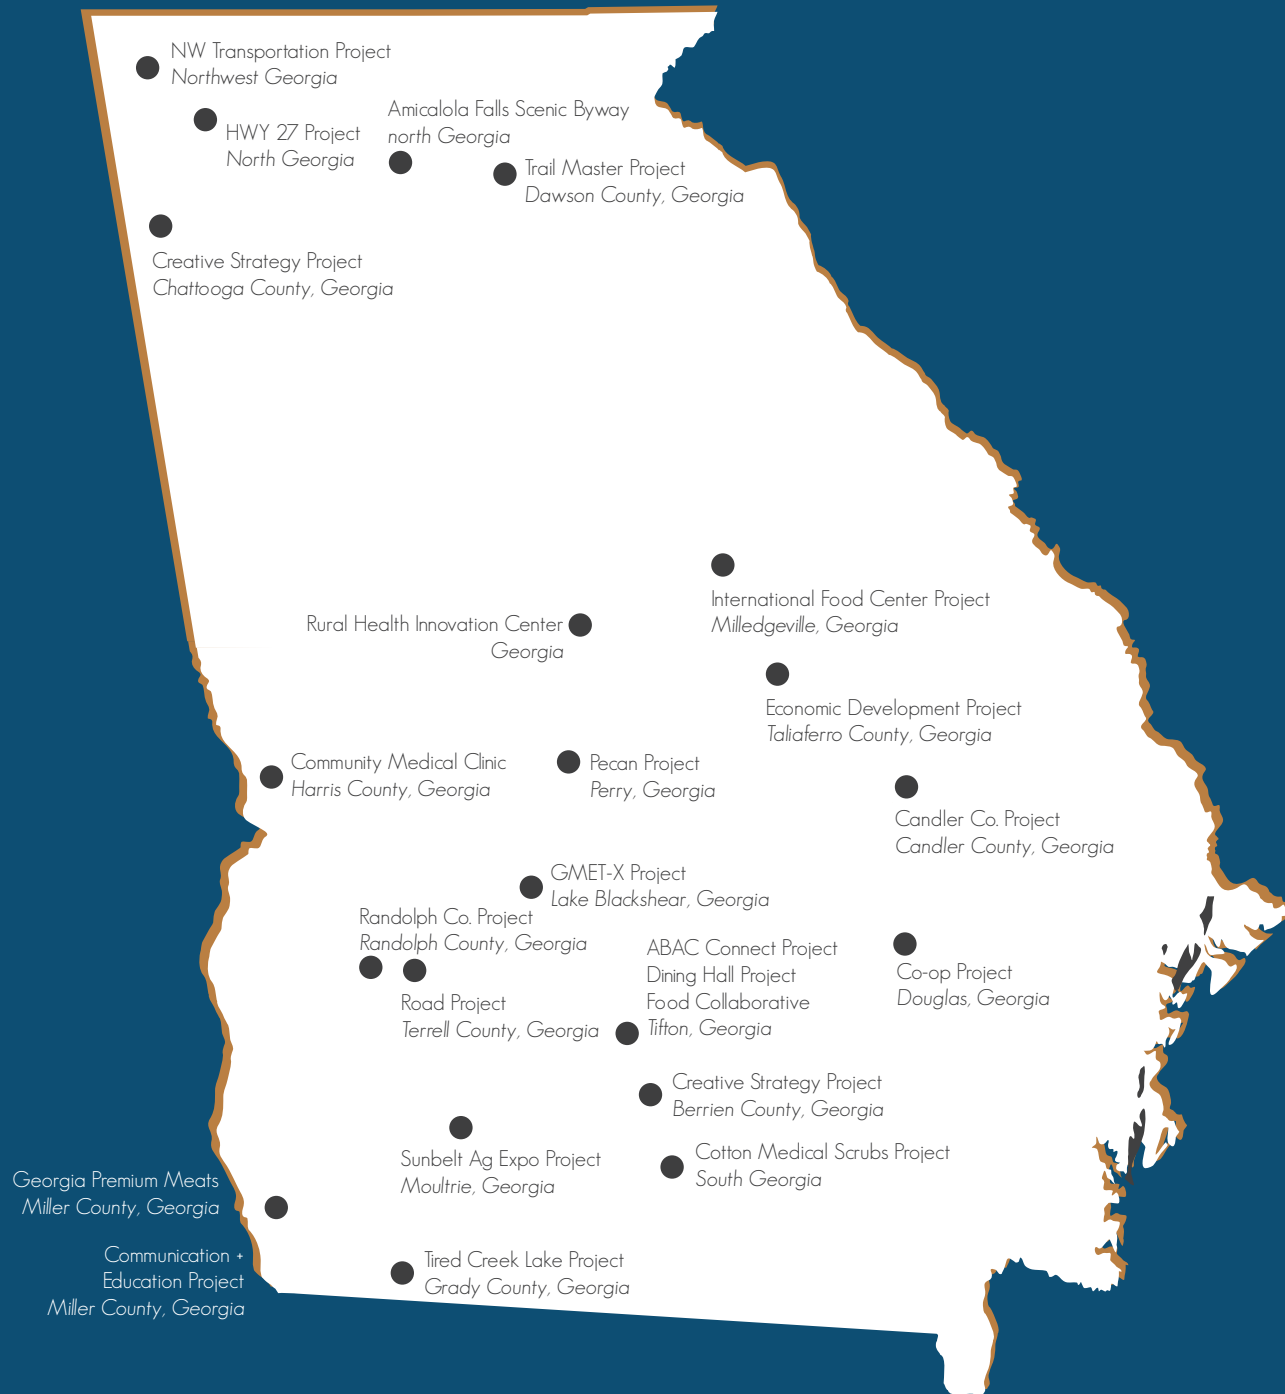 NW Transportation Project
Northwest Georgia
HWY 27 Project
North Georgia
Amicalola Falls Scenic Byway
north Georgia
Trail Master Project
Dawson County, Georgia
Creative Strategy Project
Chattooga County, Georgia
International Food Center Project
Milledgeville, Georgia
Rural Health Innovation Center
Georgia
Economic Development Project
Taliaferro County, Georgia
Community Medical Clinic
Harris County, Georgia
Pecan Project
Perry, Georgia
Candler Co. Project
Candler County, Georgia
GMET-X Project
Lake Blackshear, Georgia
Randolph Co. Project
Randolph County, Georgia
Road Project
Terrell County, Georgia
ABAC Connect Project
Dining Hall Project
Food Collaborative
Tifton, Georgia
Co-op Project
Douglas, Georgia
Creative Strategy Project
Berrien County, Georgia
Sunbelt Ag Expo Project
Moultrie, Georgia
Cotton Medical Scrubs Project
South Georgia
Georgia Premium Meats
Miller County, Georgia
Communication +
Education Project
Miller County, Georgia
Tired Creek Lake Project
Grady County, Georgia